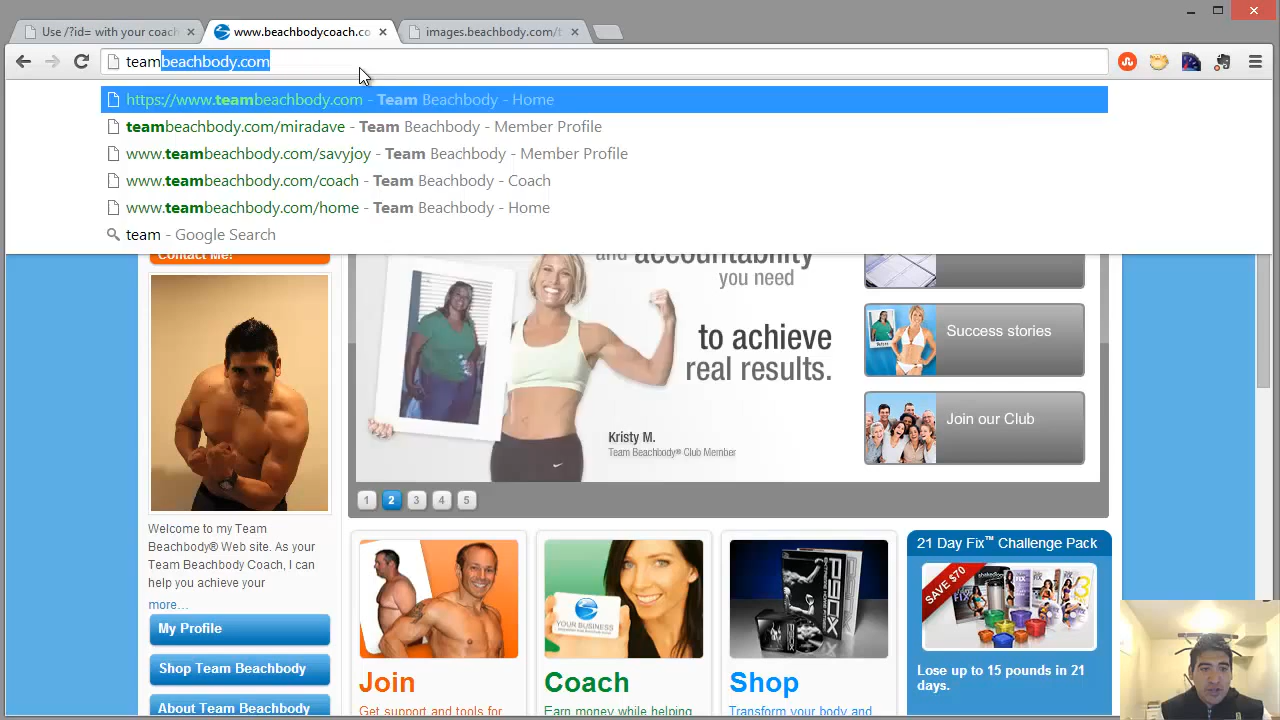 Use /?id= with your coach
www.beachbodycoach.co
images.beachbody.com/t
teambeachbody.com
https://www.teambeachbody.com - Team Beachbody - Home
teambeachbody.com/miradave - Team Beachbody - Member Profile
www.teambeachbody.com/savyjoy - Team Beachbody - Member Profile
www.teambeachbody.com/coach - Team Beachbody - Coach
www.teambeachbody.com/home - Team Beachbody - Home
team - Google Search
Contact Me!
and accountability
you need
to achieve
real results.
Kristy M.
Team Beachbody® Club Member
Success stories
Join our Club
1 2 3 4 5
Welcome to my Team
Beachbody® Web site. As your
Team Beachbody Coach, I can
help you achieve your
more...
My Profile
Shop Team Beachbody
About Team Beachbody
YOUR BUSINESS
Join
Get support and tools for
Coach
Earn money while helping
P90X
Shop
Transform your body and
21 Day Fix™ Challenge Pack
SAVE $70
Lose up to 15 pounds in 21
days.